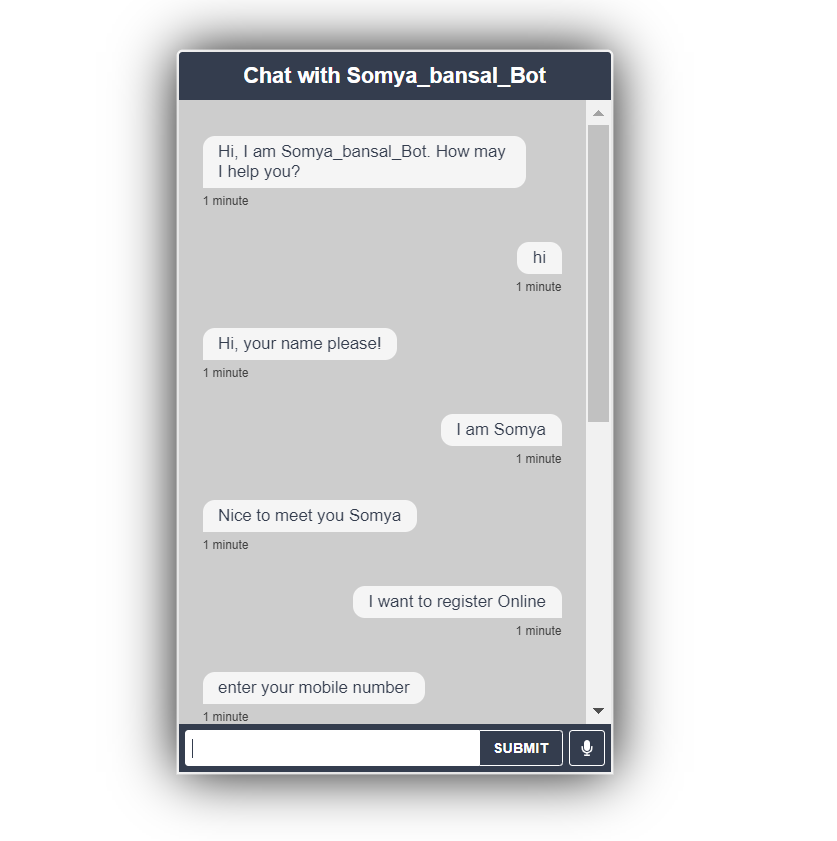 Chat with Somya_bansal_Bot
Hi, I am Somya_bansal_Bot. How may
I help you?
1 minute
hi
1 minute
Hi, your name please!
1 minute
I am Somya
1 minute
Nice to meet you Somya
1 minute
I want to register Online
1 minute
enter your mobile number
1 minute
SUBMIT